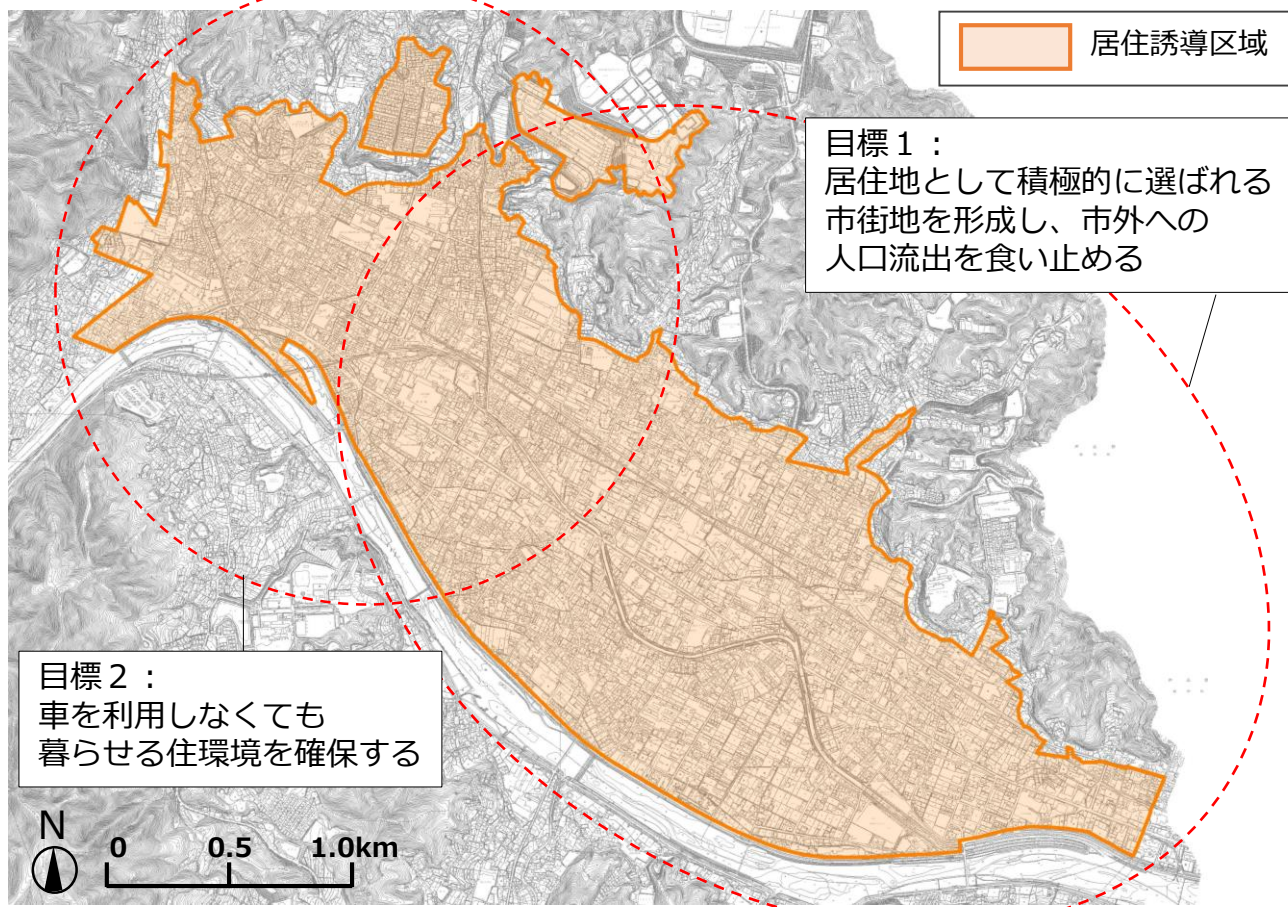 居住誘導区域
目標１：
居住地として積極的に選ばれる
市街地を形成し、市外への
人口流出を食い止める
目標２：
車を利用しなくても
暮らせる住環境を確保する
N
0 0.5 1.0km